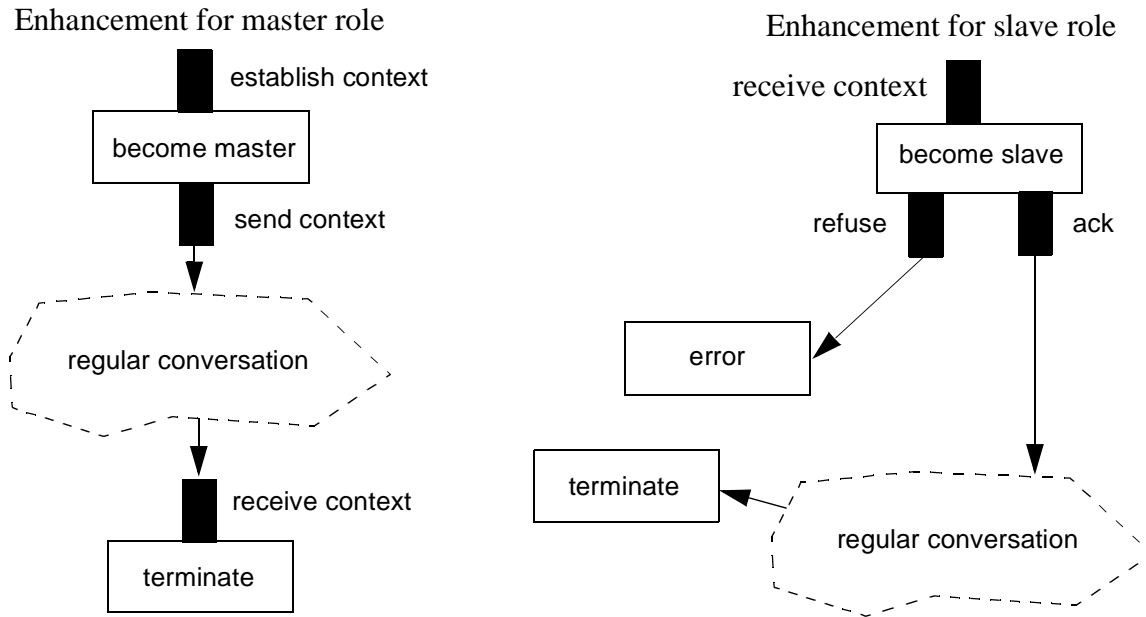 Enhancement for master role
establish context
become master
send context
regular conversation
receive context
terminate
Enhancement for slave role
receive context
become slave
refuse
ack
error
terminate
regular conversation